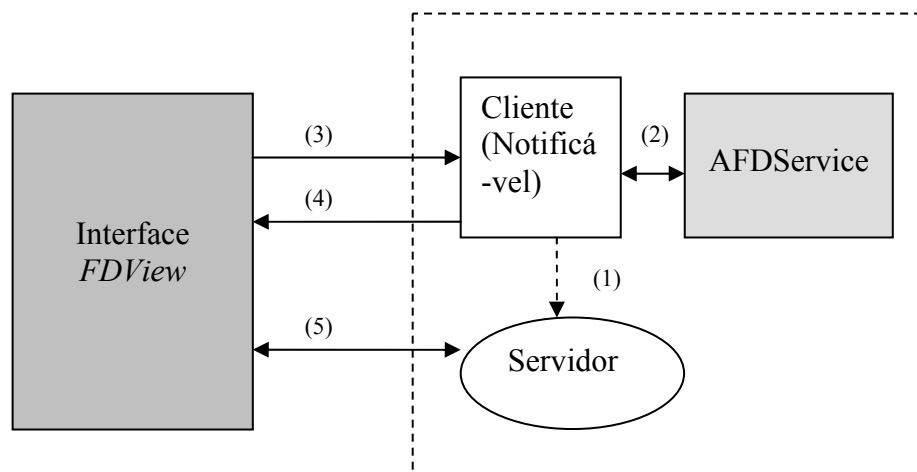 Cliente
(Notificá
-vel)
(2)
AFDService
(3)
(4)
Interface
FDView
(1)
(5)
Servidor